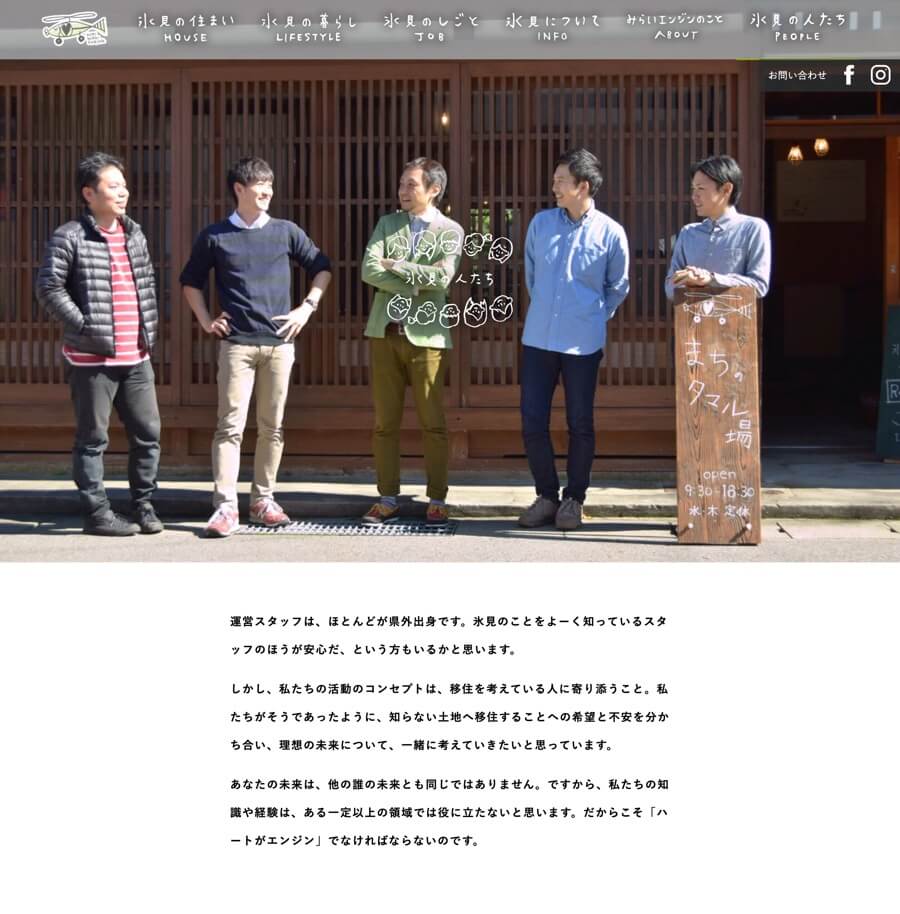 氷見の住まい
HOUSE
氷見の暮らし
LIFESTYLE
氷見のしごと
JOB
氷見について
INFO
みらいエンジンのこと
ABOUT
氷見の人たち
PEOPLE
お問い合わせ
氷見の人たち
まちの
タマル場
open
9:30-18:30
水・木 定休
運営スタッフは、ほとんどが県外出身です。氷見のことをよーく知っているスタ
ッフのほうが安心だ、という方もいるかと思います。
しかし、私たちの活動のコンセプトは、移住を考えている人に寄り添うこと。私
たちがそうであったように、知らない土地へ移住することへの希望と不安を分か
ち合い、理想の未来について、一緒に考えていきたいと思っています。
あなたの未来は、他の誰の未来とも同じではありません。ですから、私たちの知
識や経験は、ある一定以上の領域では役に立たないと思います。だからこそ「ハ
ートがエンジン」でなければならないのです。